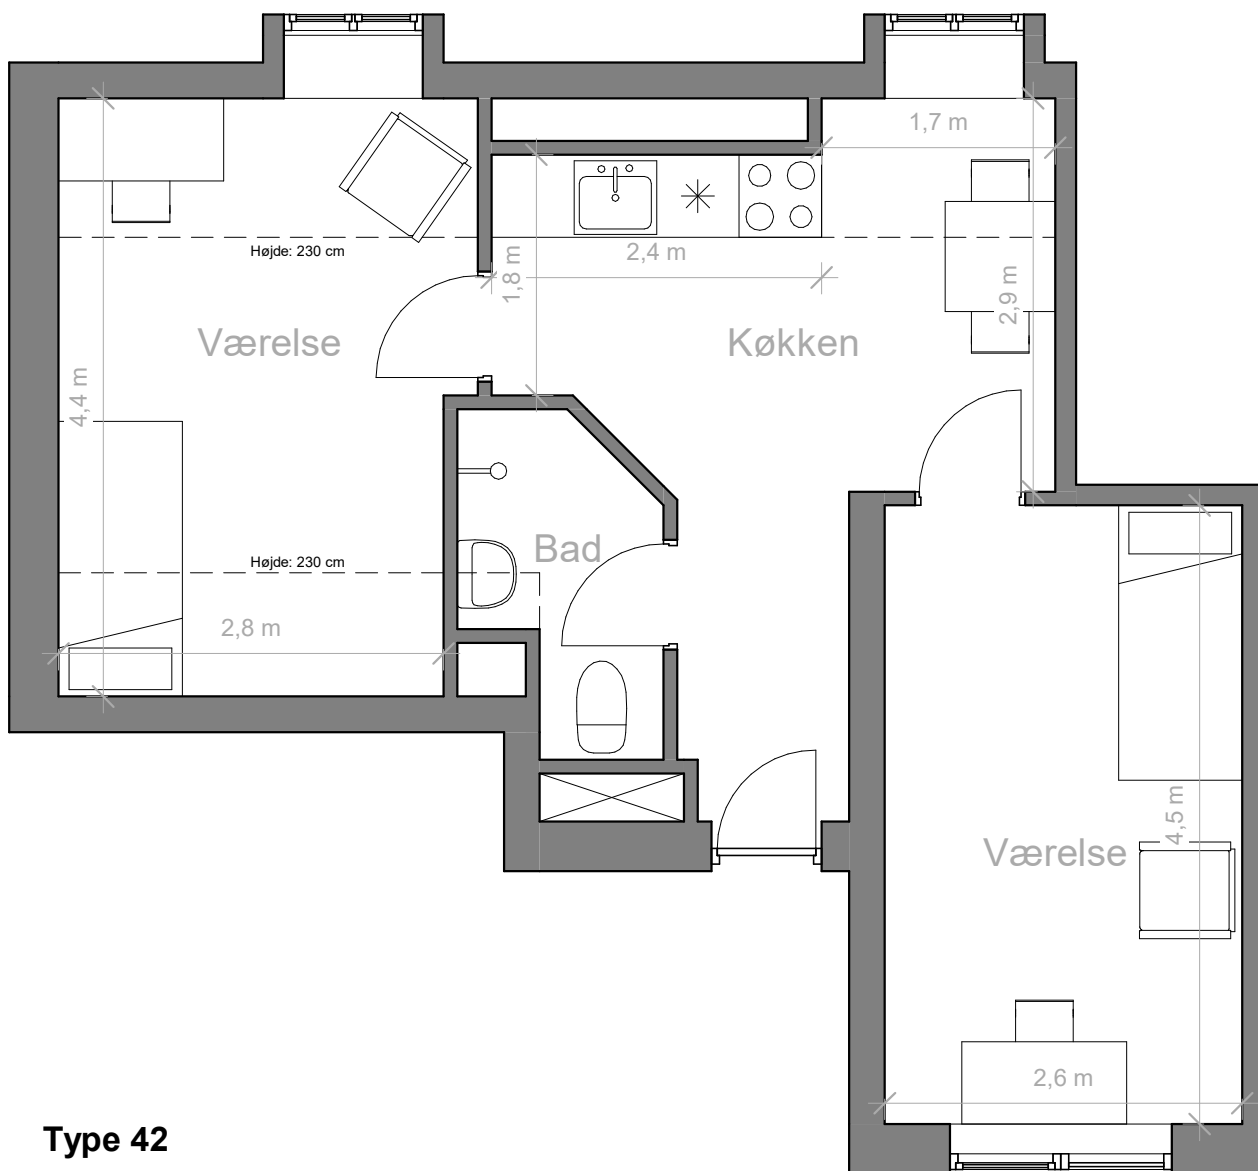 1,7 m
Højde: 230 cm
2,4 m
1,8 m
2,9 m
Værelse
Køkken
4,4 m
Bad
Højde: 230 cm
2,8 m
4,5 m
Værelse
2,6 m
Type 42